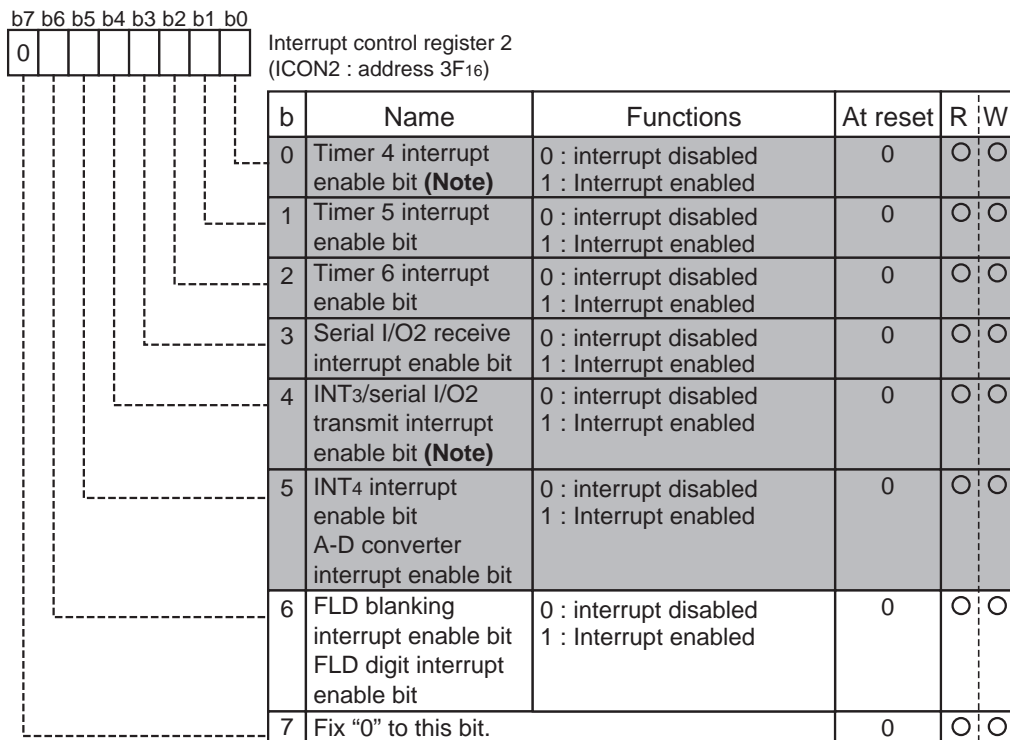 b7 b6 b5 b4 b3 b2 b1 b0
0
Interrupt control register 2
(ICON2 : address 3F16)
b Name Functions At reset R W
0 Timer 4 interrupt 0 : interrupt disabled 0 O O
enable bit (Note) 1 : Interrupt enabled
1 Timer 5 interrupt 0 : interrupt disabled 0 O O
enable bit 1 : Interrupt enabled
2 Timer 6 interrupt 0 : interrupt disabled 0 O O
enable bit 1 : Interrupt enabled
3 Serial I/O2 receive 0 : interrupt disabled 0 O O
interrupt enable bit 1 : Interrupt enabled
4 INT3/serial I/O2 0 : interrupt disabled 0 O O
transmit interrupt 1 : Interrupt enabled
enable bit (Note)
5 INT4 interrupt 0 : interrupt disabled 0 O O
enable bit 1 : Interrupt enabled
A-D converter
interrupt enable bit
6 FLD blanking 0 : interrupt disabled 0 O O
interrupt enable bit 1 : Interrupt enabled
FLD digit interrupt
enable bit
7 Fix “0” to this bit. 0 O O